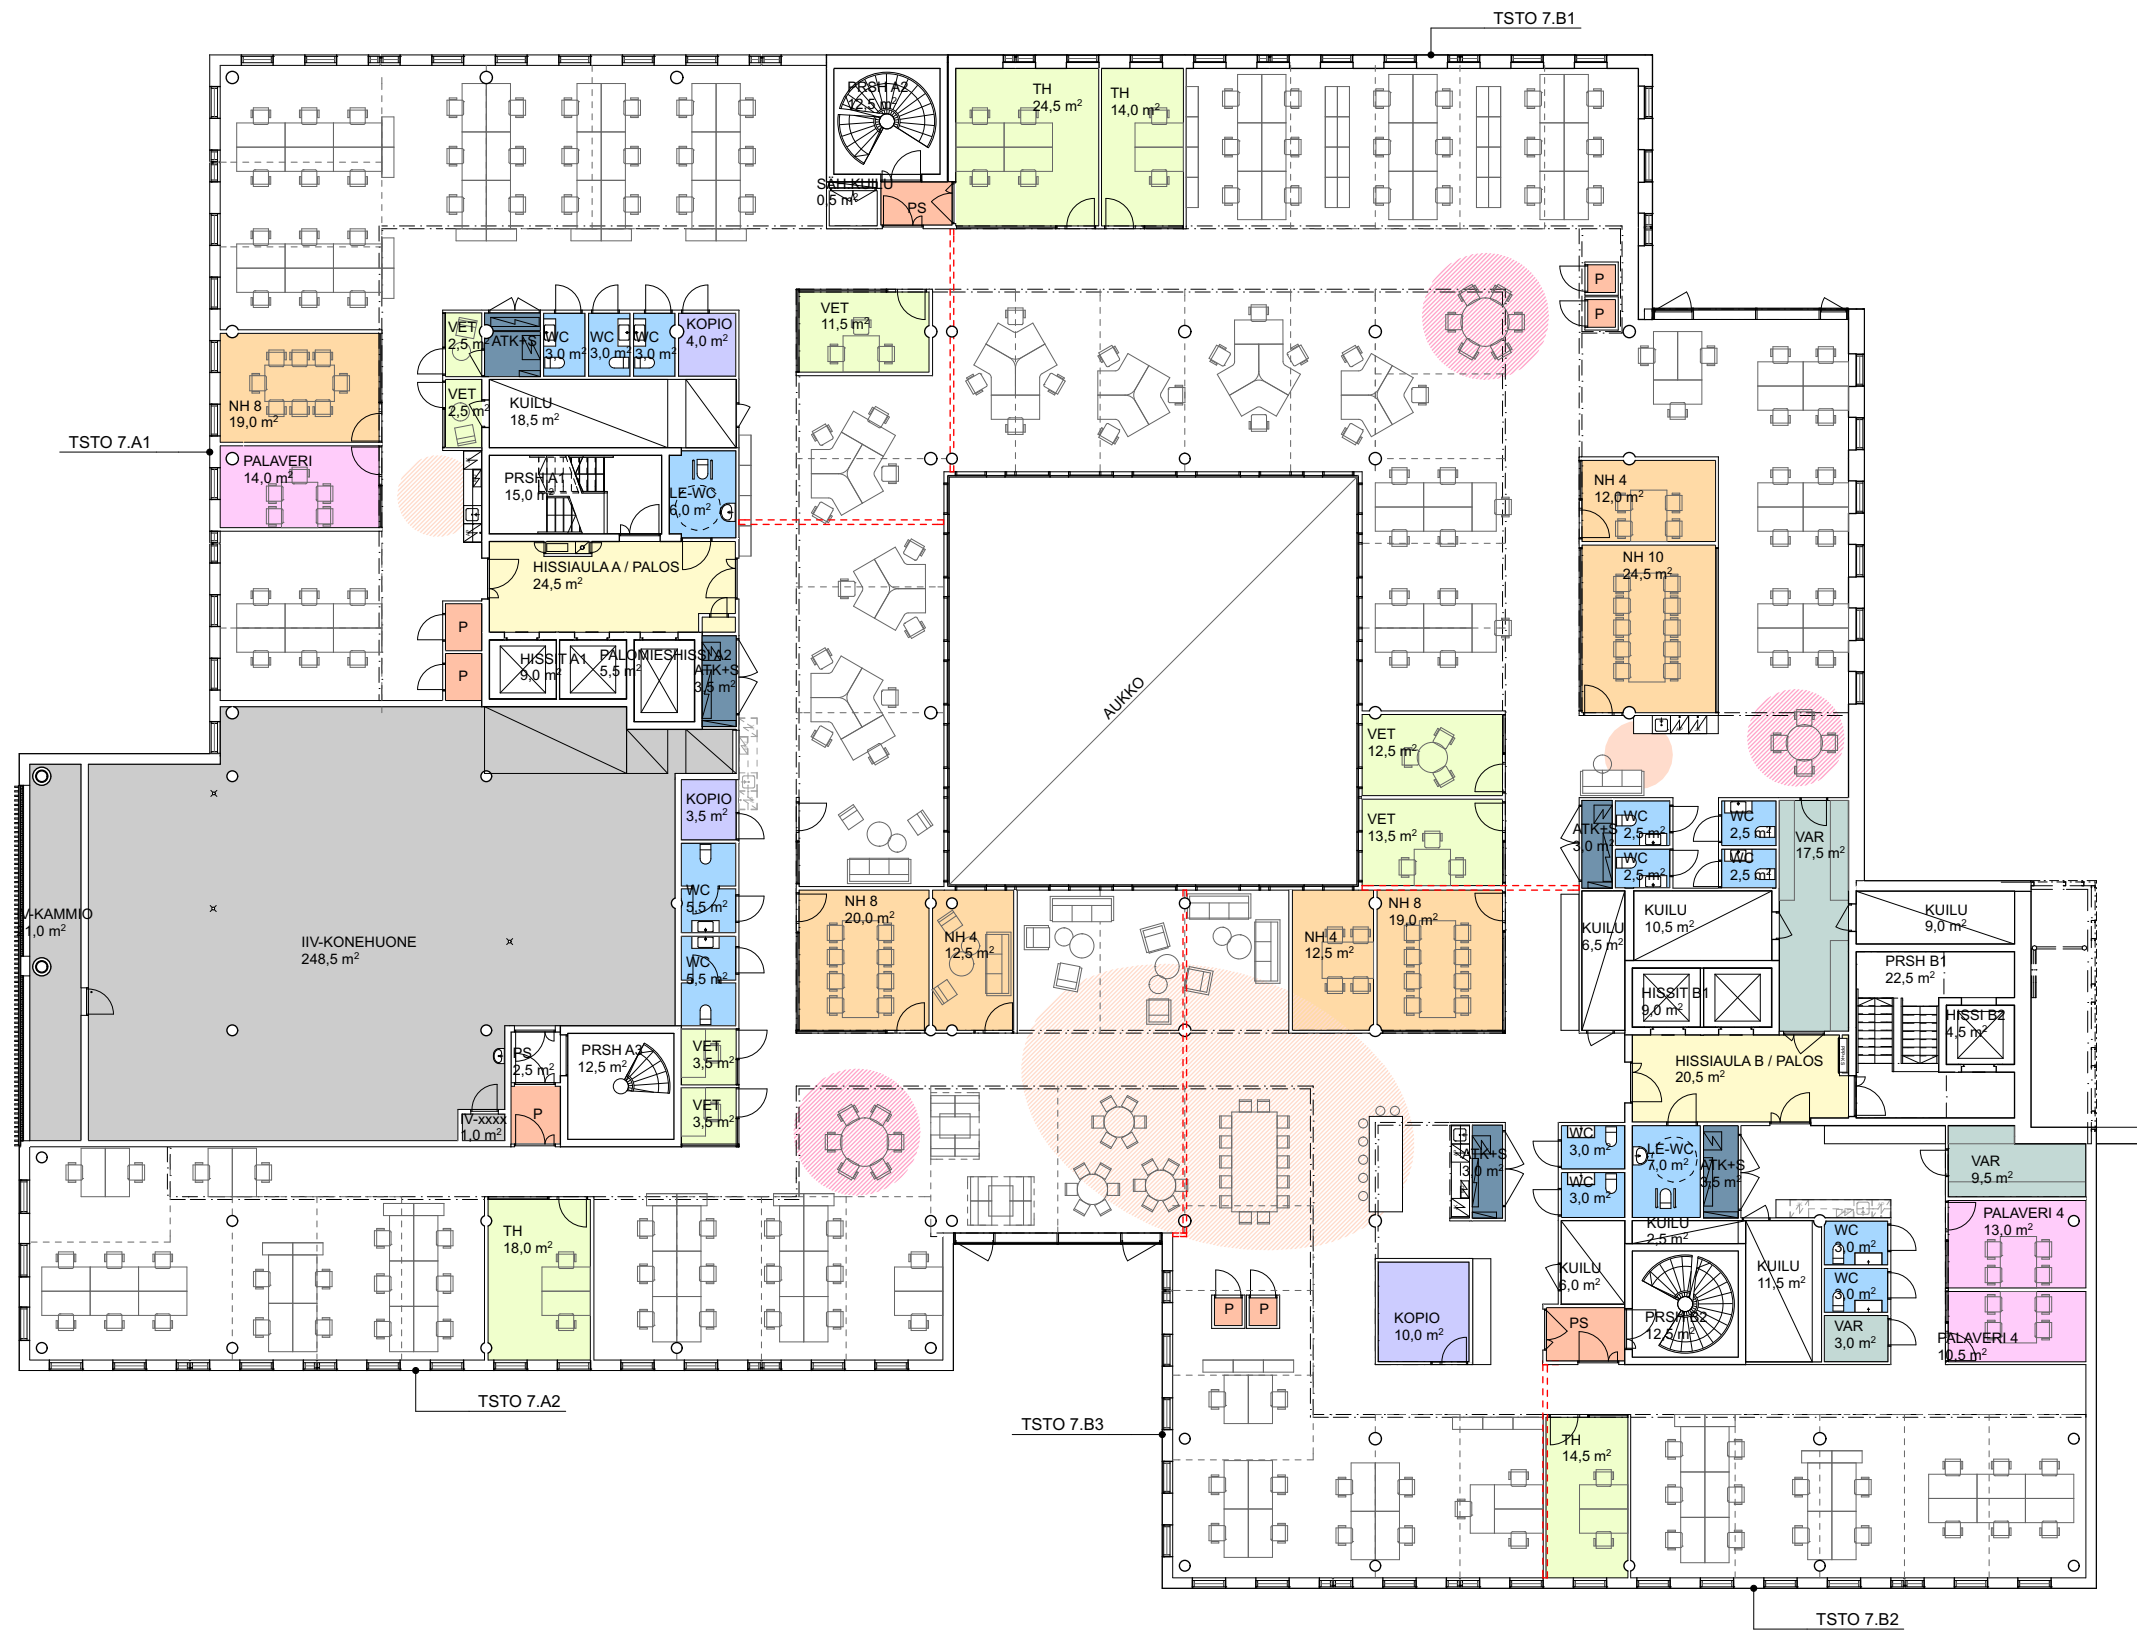 TSTO 7.B1
PRSH A2
12,5 m²
TH
24,5 m²
TH
14,0 m²
SÄH.KUILU
0,5 m²
PS
P
P
VET
2,5 m²
ATK+S
WC
3,0 m²
WC
3,0 m²
WC
3,0 m²
KOPIO
4,0 m²
VET
11,5 m²
VET
2,5 m²
KUILU
18,5 m²
NH 8
19,0 m²
TSTO 7.A1
PALAVERI
14,0 m²
PRSH A1
15,0 m²
LE-WC
6,0 m²
NH 4
12,0 m²
NH 10
24,5 m²
HISSIAULA A / PALOS
24,5 m²
P
P
HISSIT A1
9,0 m²
PALOMIESHISSI A2
5,5 m²
ATK+S
3,5 m²
AUKKO
VET
12,5 m²
VET
13,5 m²
KOPIO
3,5 m²
ATK+S
3,0 m²
WC
2,5 m²
WC
2,5 m²
WC
2,5 m²
WC
2,5 m²
VAR
17,5 m²
WC
5,5 m²
WC
5,5 m²
NH 8
20,0 m²
NH 4
12,5 m²
NH 4
12,5 m²
NH 8
19,0 m²
KUILU
6,5 m²
KUILU
10,5 m²
KUILU
9,0 m²
V-KAMMIO
1,0 m²
IIV-KONEHUONE
248,5 m²
PRSH B1
22,5 m²
HISSIT B1
9,0 m²
HISSI B2
4,5 m²
PS
2,5 m²
PRSH A3
12,5 m²
VET
3,5 m²
VET
3,5 m²
HISSIAULA B / PALOS
20,5 m²
P
IV-xxxx
1,0 m²
ATK+S
3,0 m²
WC
3,0 m²
WC
3,0 m²
LE-WC
7,0 m²
ATK+S
3,5 m²
VAR
9,5 m²
TH
18,0 m²
PALAVERI 4
13,0 m²
KUILU
2,5 m²
WC
3,0 m²
KUILU
6,0 m²
KUILU
11,5 m²
WC
3,0 m²
P
P
KOPIO
10,0 m²
PS
PRSH B2
12,5 m²
VAR
3,0 m²
PALAVERI 4
10,5 m²
TSTO 7.A2
TSTO 7.B3
TH
14,5 m²
TSTO 7.B2